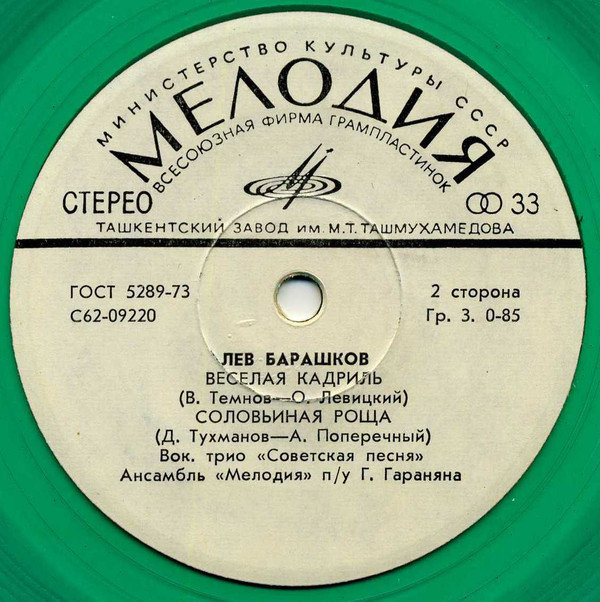 МИНИСТЕРСТВО КУЛЬТУРЫ СССР
МЕЛОДИЯ
ВСЕСОЮЗНАЯ ФИРМА ГРАМПЛАСТИНОК
СТЕРЕО
33
ТАШКЕНТСКИЙ ЗАВОД ИМ. М.Т. ТАШМУХАМЕДОВА
ГОСТ 5289-73
2 сторона
С62-09220
Гр. 3. 0-85
ЛЕВ БАРАШКОВ
ВЕСЕЛАЯ КАДРИЛЬ
(В. Темнов—О. Левицкий)
СОЛОВЬИНАЯ РОЩА
(Д. Тухманов—А. Поперечный)
Вок. трио «Советская песня»
Ансамбль «Мелодия» п/у Г. Гараняна